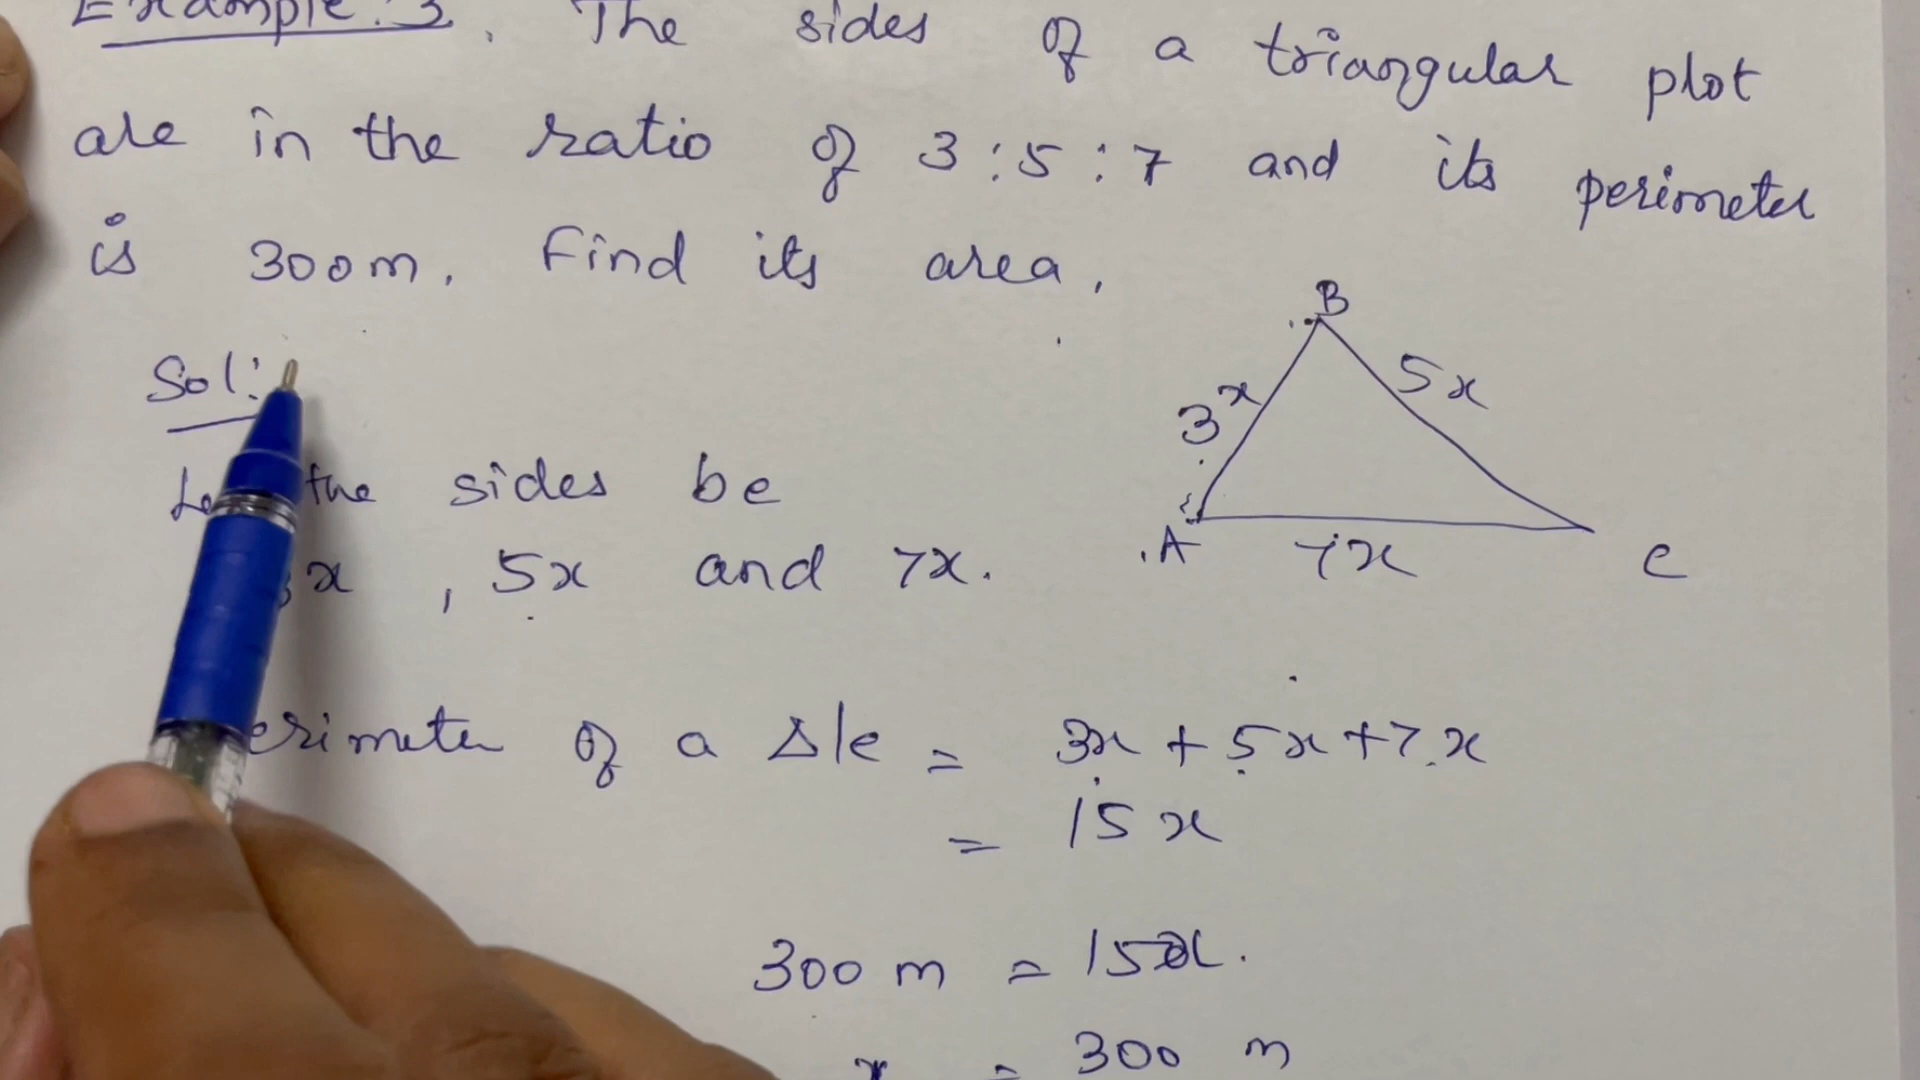 Example. 3. The sides of a triangular plot
are in the ratio of 3:5:7 and its perimeter
is 300m. Find its area.
Sol:
the sides be
3x, 5x and 7x.
B
3x
5x
A
7x
C
erimeter of a Δle = 3x + 5x + 7x
= 15x
300 m = 15x.
x = 300 m